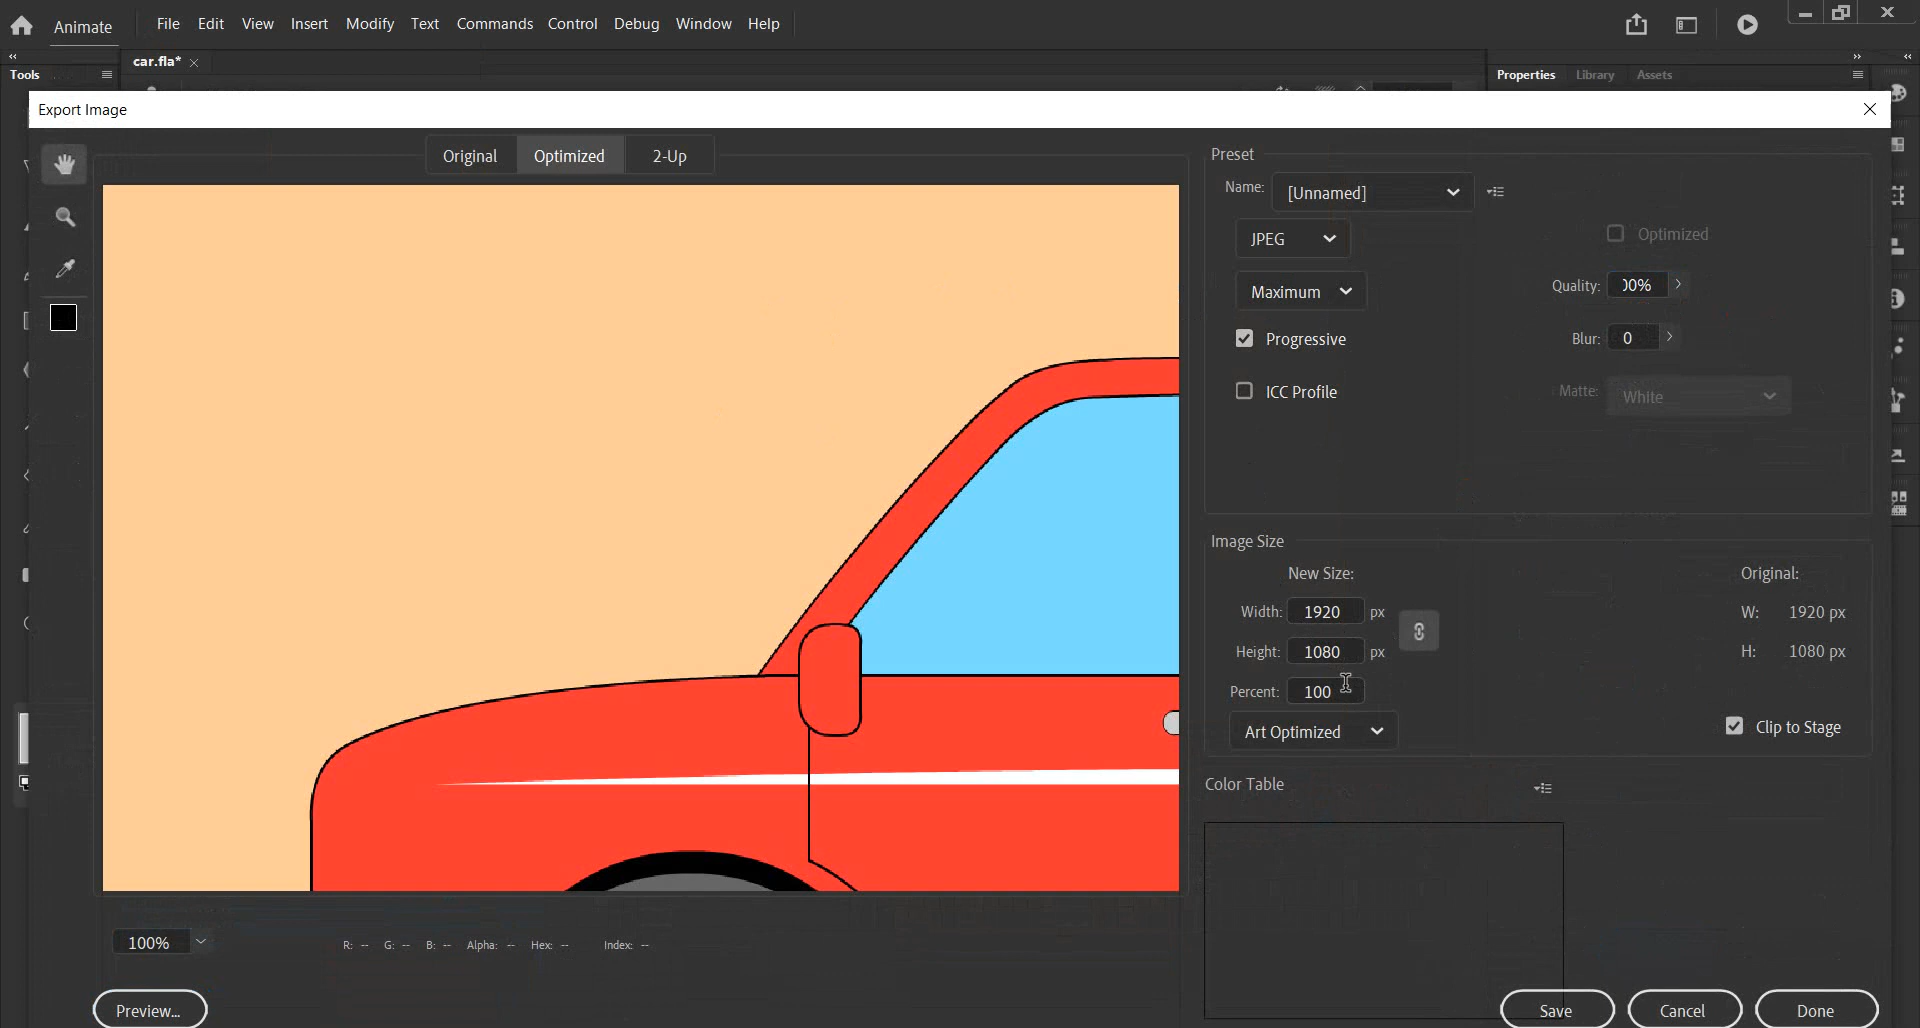 Animate File Edit View Insert Modify Text Commands Control Debug Window Help
Tools car.fla* Properties Library Assets
Export Image
Original Optimized 2-Up
Preset
Name: [Unnamed]
JPEG Optimized
Maximum Quality: 00%
Progressive Blur: 0
ICC Profile Matte: White
Image Size
New Size: Original:
Width: 1920 px W: 1920 px
Height: 1080 px H: 1080 px
Percent: 100
Art Optimized Clip to Stage
Color Table
100% R: -- G: -- B: -- Alpha: -- Hex: -- Index: --
Preview... Save Cancel Done